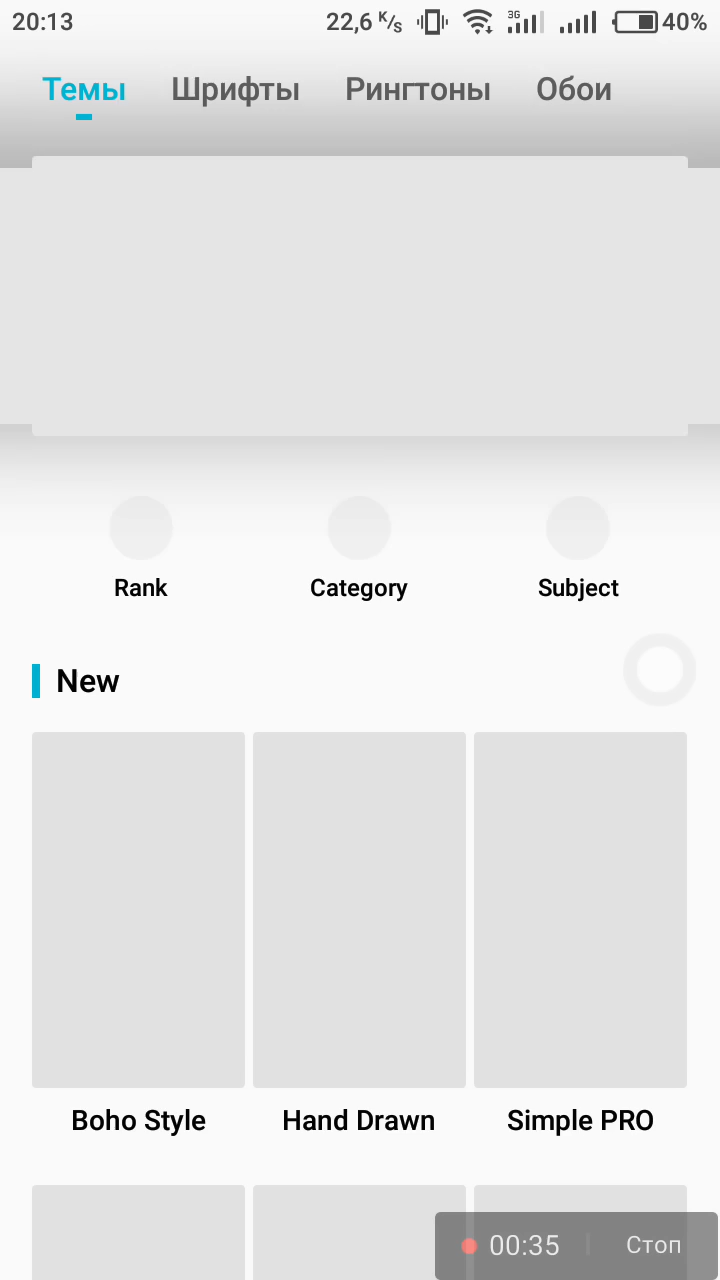 20:13 22,6 K/s 3G 40%
Темы Шрифты Рингтоны Обои
Rank Category Subject
New
Boho Style Hand Drawn Simple PRO
00:35 Стоп